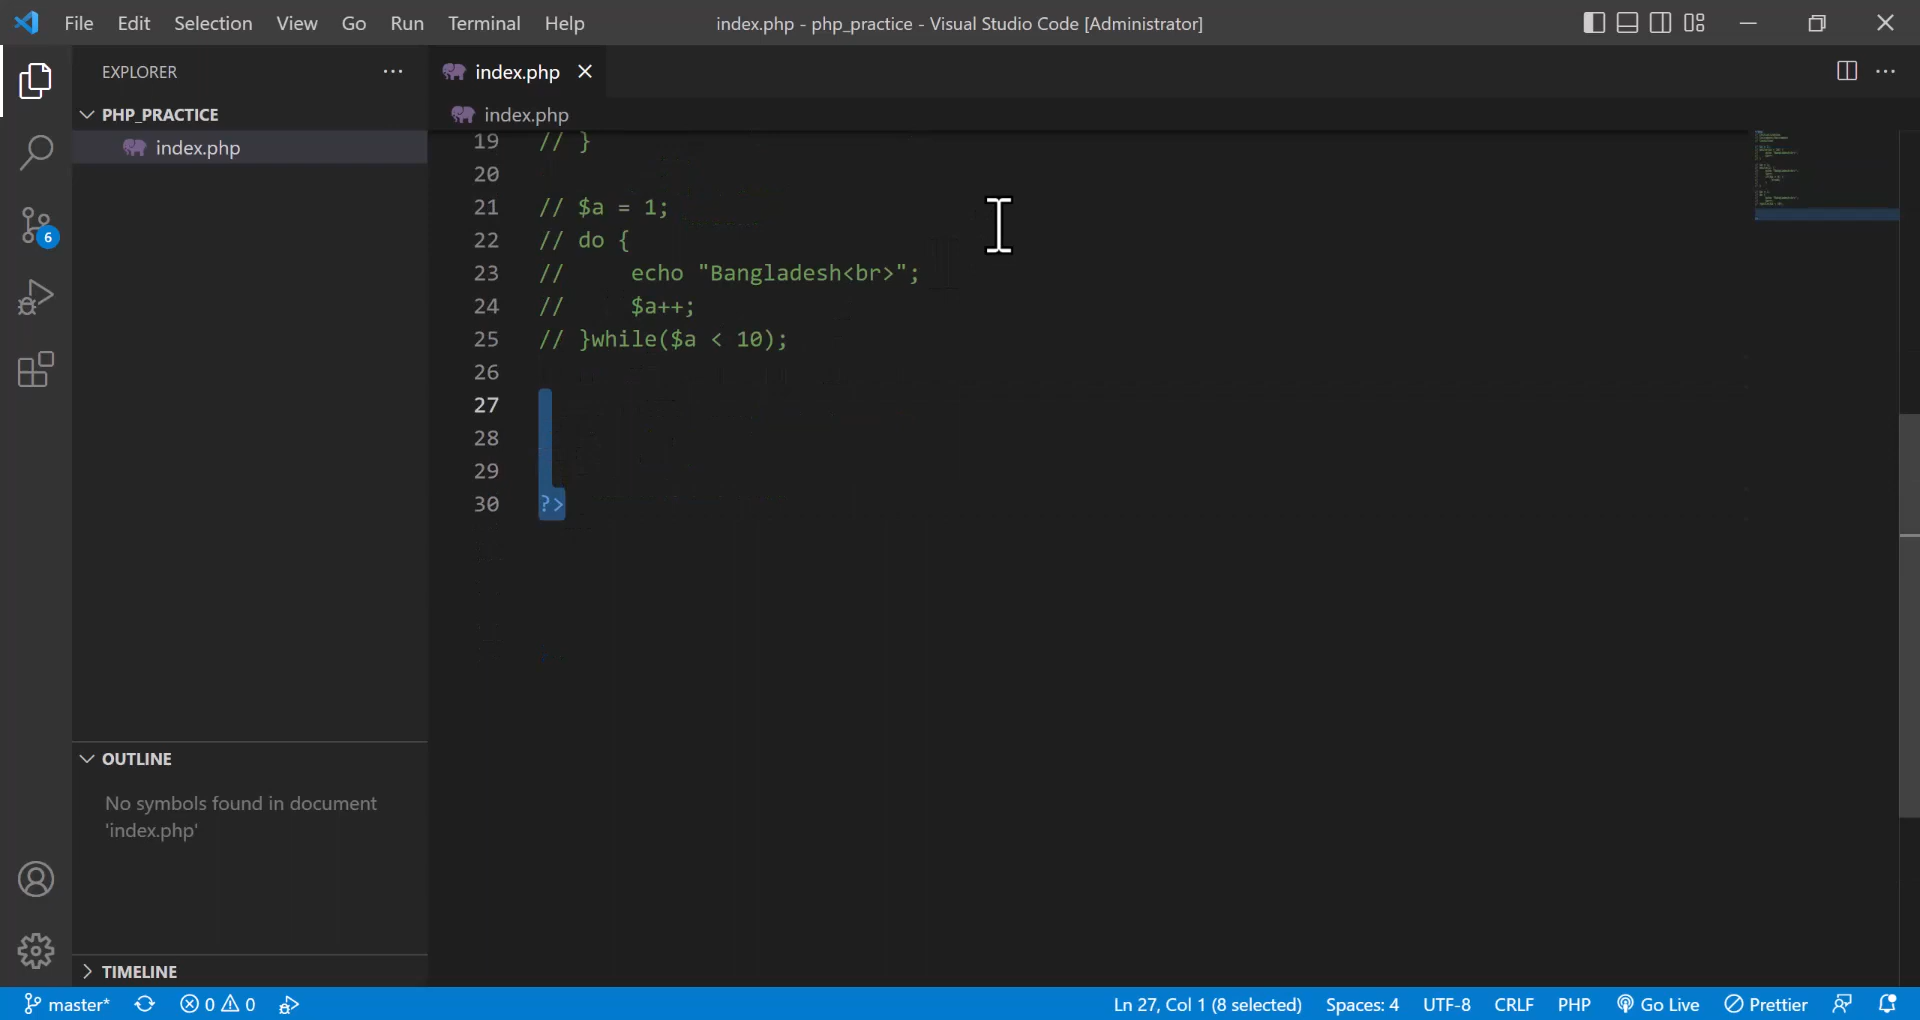 File Edit Selection View Go Run Terminal Help
index.php - php_practice - Visual Studio Code [Administrator]
EXPLORER
PHP_PRACTICE
index.php
index.php
index.php
19 // }
20
21 // $a = 1;
22 // do {
23 //     echo "Bangladesh<br>";
24 //     $a++;
25 // }while($a < 10);
26
27
28
29
30 ?>
6
OUTLINE
No symbols found in document
'index.php'
TIMELINE
master* 0 0 Ln 27, Col 1 (8 selected) Spaces: 4 UTF-8 CRLF PHP Go Live Prettier